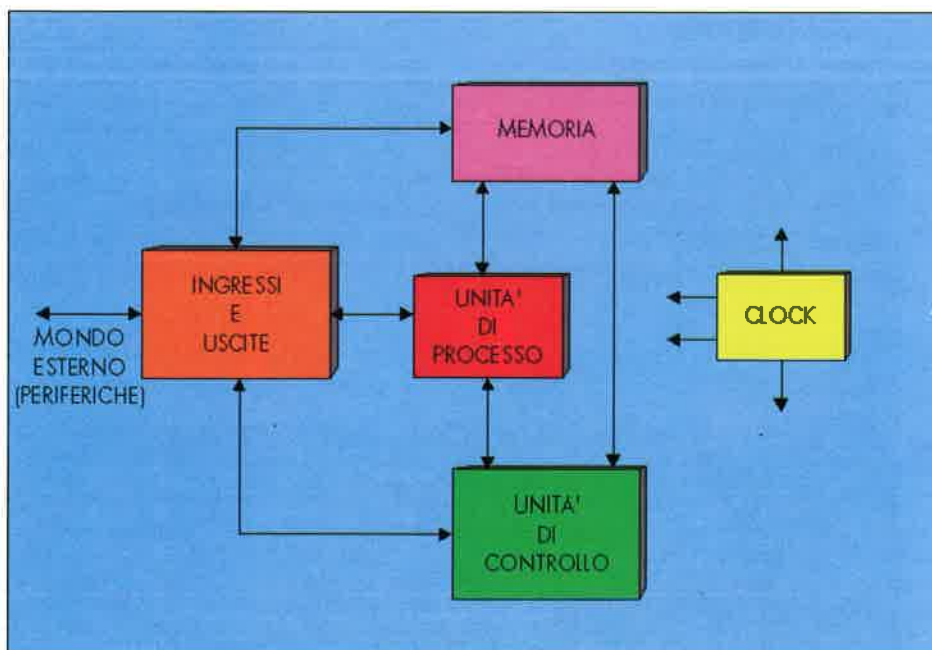 MEMORIA
INGRESSI
E
USCITE
UNITA'
DI
PROCESSO
CLOCK
MONDO
ESTERNO
(PERIFERICHE)
UNITA'
DI
CONTROLLO